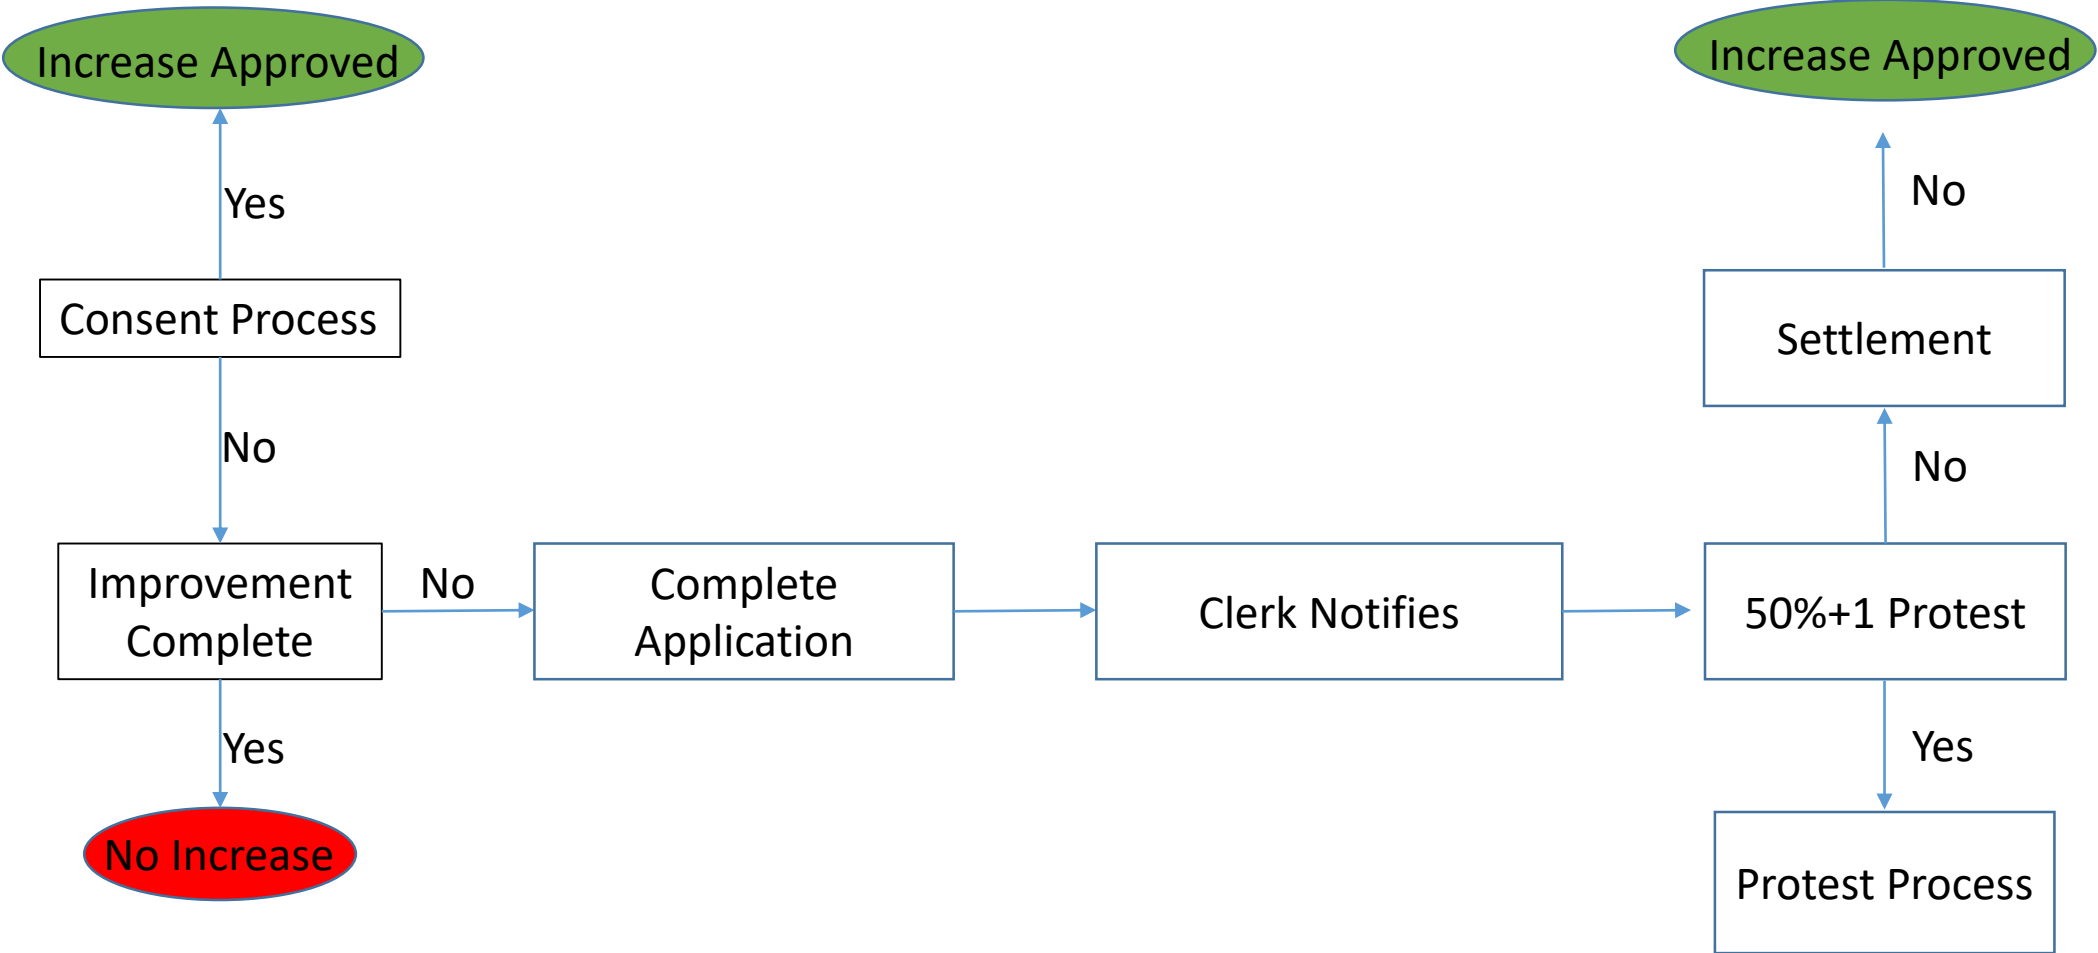 Increase Approved
Increase Approved
Yes
No
Consent Process
Settlement
No
No
Improvement
Complete
No
Complete
Application
Clerk Notifies
50%+1 Protest
Yes
Yes
No Increase
Protest Process